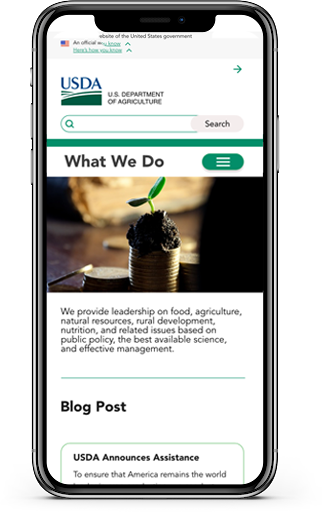 ebsite of the United States government
An official w
you know
Here's how you know
USDA
U.S. DEPARTMENT
OF AGRICULTURE
Search
What We Do
We provide leadership on food, agriculture,
natural resources, rural development,
nutrition, and related issues based on
public policy, the best available science,
and effective management.
Blog Post
USDA Announces Assistance
To ensure that America remains the world